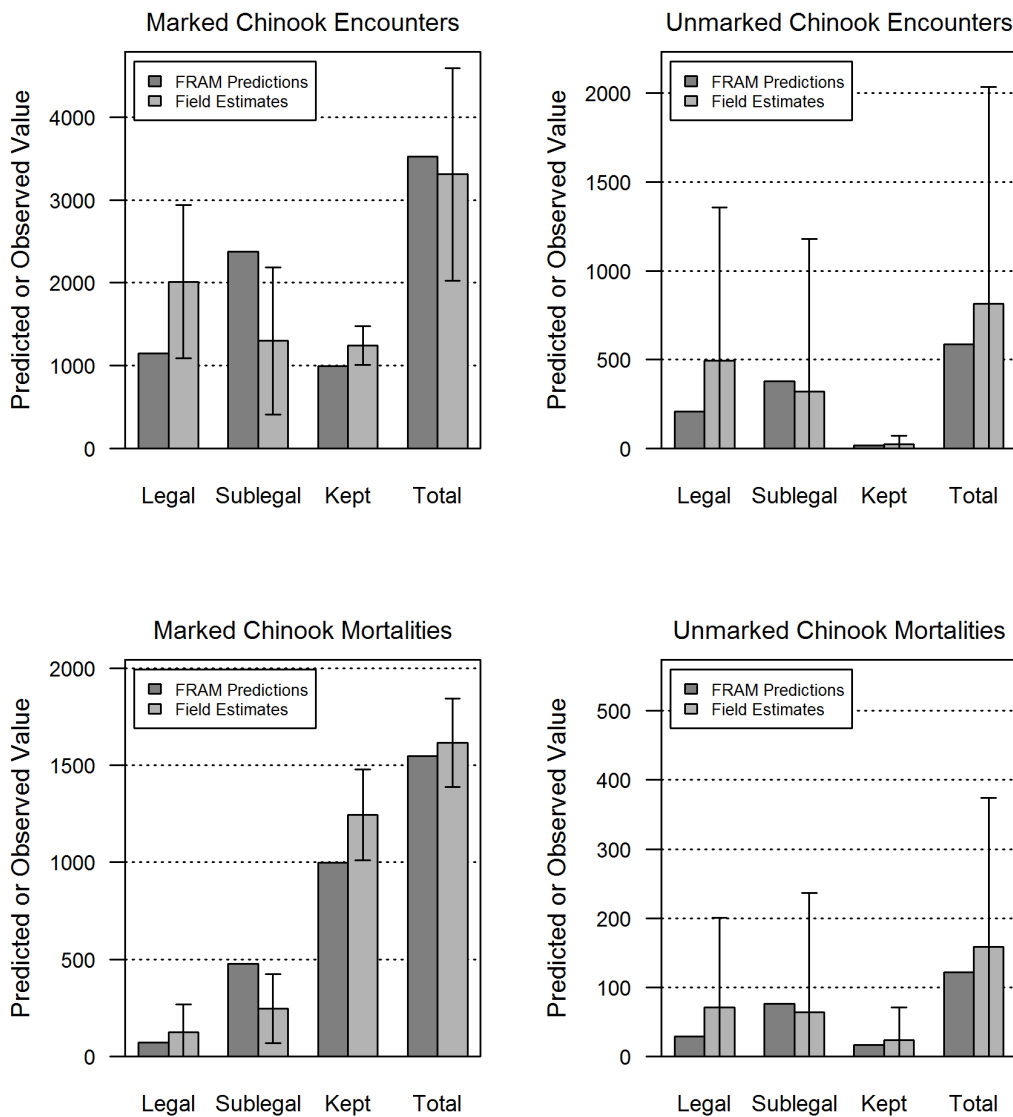 Marked Chinook Encounters
Predicted or Observed Value
FRAM Predictions
Field Estimates
4000
3000
2000
1000
0
Legal Sublegal Kept Total
Unmarked Chinook Encounters
Predicted or Observed Value
FRAM Predictions
Field Estimates
2000
1500
1000
500
0
Legal Sublegal Kept Total
Marked Chinook Mortalities
Predicted or Observed Value
FRAM Predictions
Field Estimates
2000
1500
1000
500
0
Legal Sublegal Kept Total
Unmarked Chinook Mortalities
Predicted or Observed Value
FRAM Predictions
Field Estimates
500
400
300
200
100
0
Legal Sublegal Kept Total